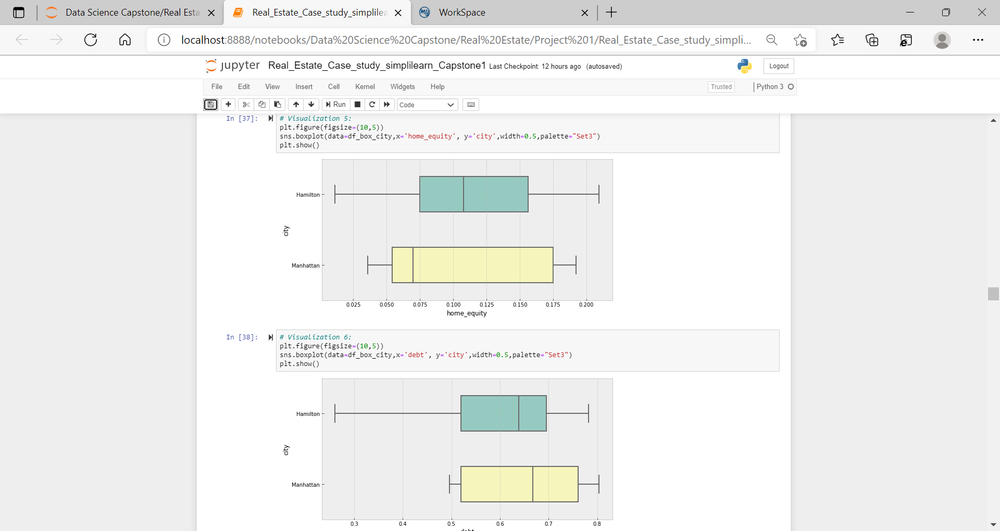 Data Science Capstone/Real Esta
Real_Estate_Case_study_simplilea
WorkSpace
localhost:8888/notebooks/Data%20Science%20Capstone/Real%20Estate/Project%201/Real_Estate_Case_study_simpli...
jupyter Real_Estate_Case_study_simplilearn_Capstone1 Last Checkpoint: 12 hours ago (autosaved)
Logout
File Edit View Insert Cell Kernel Widgets Help
Trusted
Python 3
Run
Code
In [37]:
# Visualization 5:
plt.figure(figsize=(10,5))
sns.boxplot(data=df_box_city,x='home_equity', y='city',width=0.5,palette="Set3")
plt.show()
Hamilton
city
Manhattan
0.025 0.050 0.075 0.100 0.125 0.150 0.175 0.200
home_equity
In [38]:
# Visualization 6:
plt.figure(figsize=(10,5))
sns.boxplot(data=df_box_city,x='debt', y='city',width=0.5,palette="Set3")
plt.show()
Hamilton
city
Manhattan
0.3 0.4 0.5 0.6 0.7 0.8